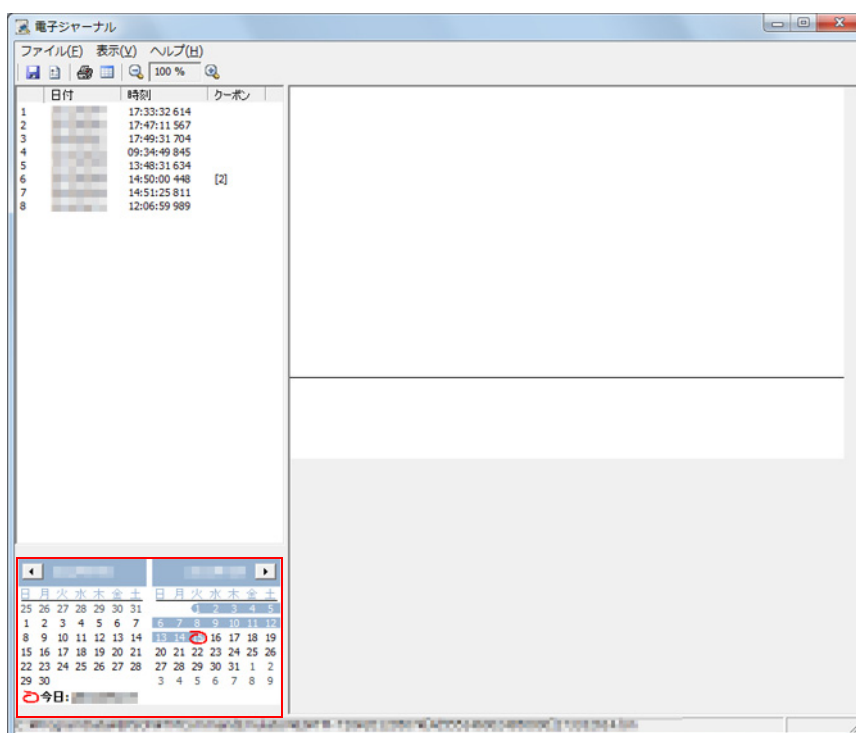 電子ジャーナル
ファイル(F) 表示(V) ヘルプ(H)
100 %
日付 時刻 クーポン
1 17:33:32 614
2 17:47:11 567
3 17:49:31 704
4 09:34:49 845
5 13:48:31 634
6 14:50:00 448 [2]
7 14:51:25 811
8 12:06:59 989
日 月 火 水 木 金 土
25 26 27 28 29 30 31
1 2 3 4 5 6 7
8 9 10 11 12 13 14
15 16 17 18 19 20 21
22 23 24 25 26 27 28
29 30
日 月 火 水 木 金 土
1 2 3 4 5
6 7 8 9 10 11 12
13 14 15 16 17 18 19
20 21 22 23 24 25 26
27 28 29 30 31 1 2
3 4 5 6 7 8 9
今日: